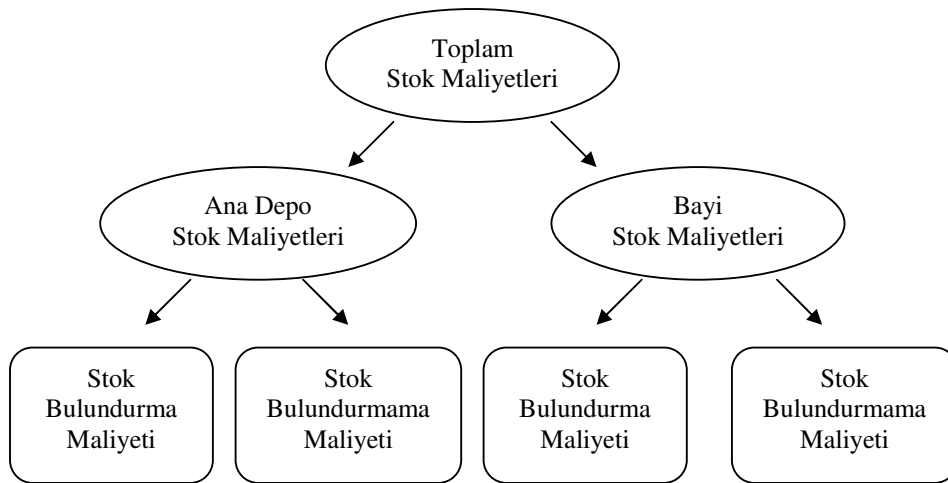 Toplam
Stok Maliyetleri
Ana Depo
Stok Maliyetleri
Bayi
Stok Maliyetleri
Stok
Bulundurma
Maliyeti
Stok
Bulundurmama
Maliyeti
Stok
Bulundurma
Maliyeti
Stok
Bulundurmama
Maliyeti